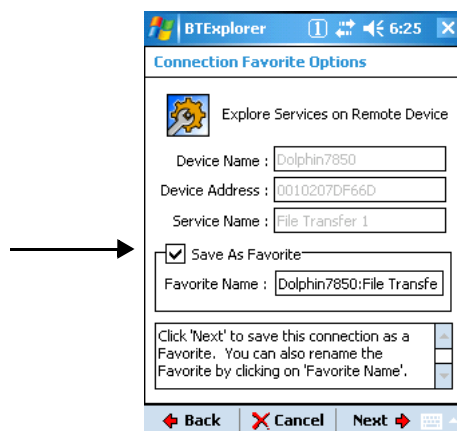 BTExplorer 1 6:25
Connection Favorite Options
Explore Services on Remote Device
Device Name : Dolphin7850
Device Address : 0010207DF66D
Service Name : File Transfer 1
Save As Favorite
Favorite Name : Dolphin7850:File Transfe
Click 'Next' to save this connection as a
Favorite. You can also rename the
Favorite by clicking on 'Favorite Name'.
Back Cancel Next